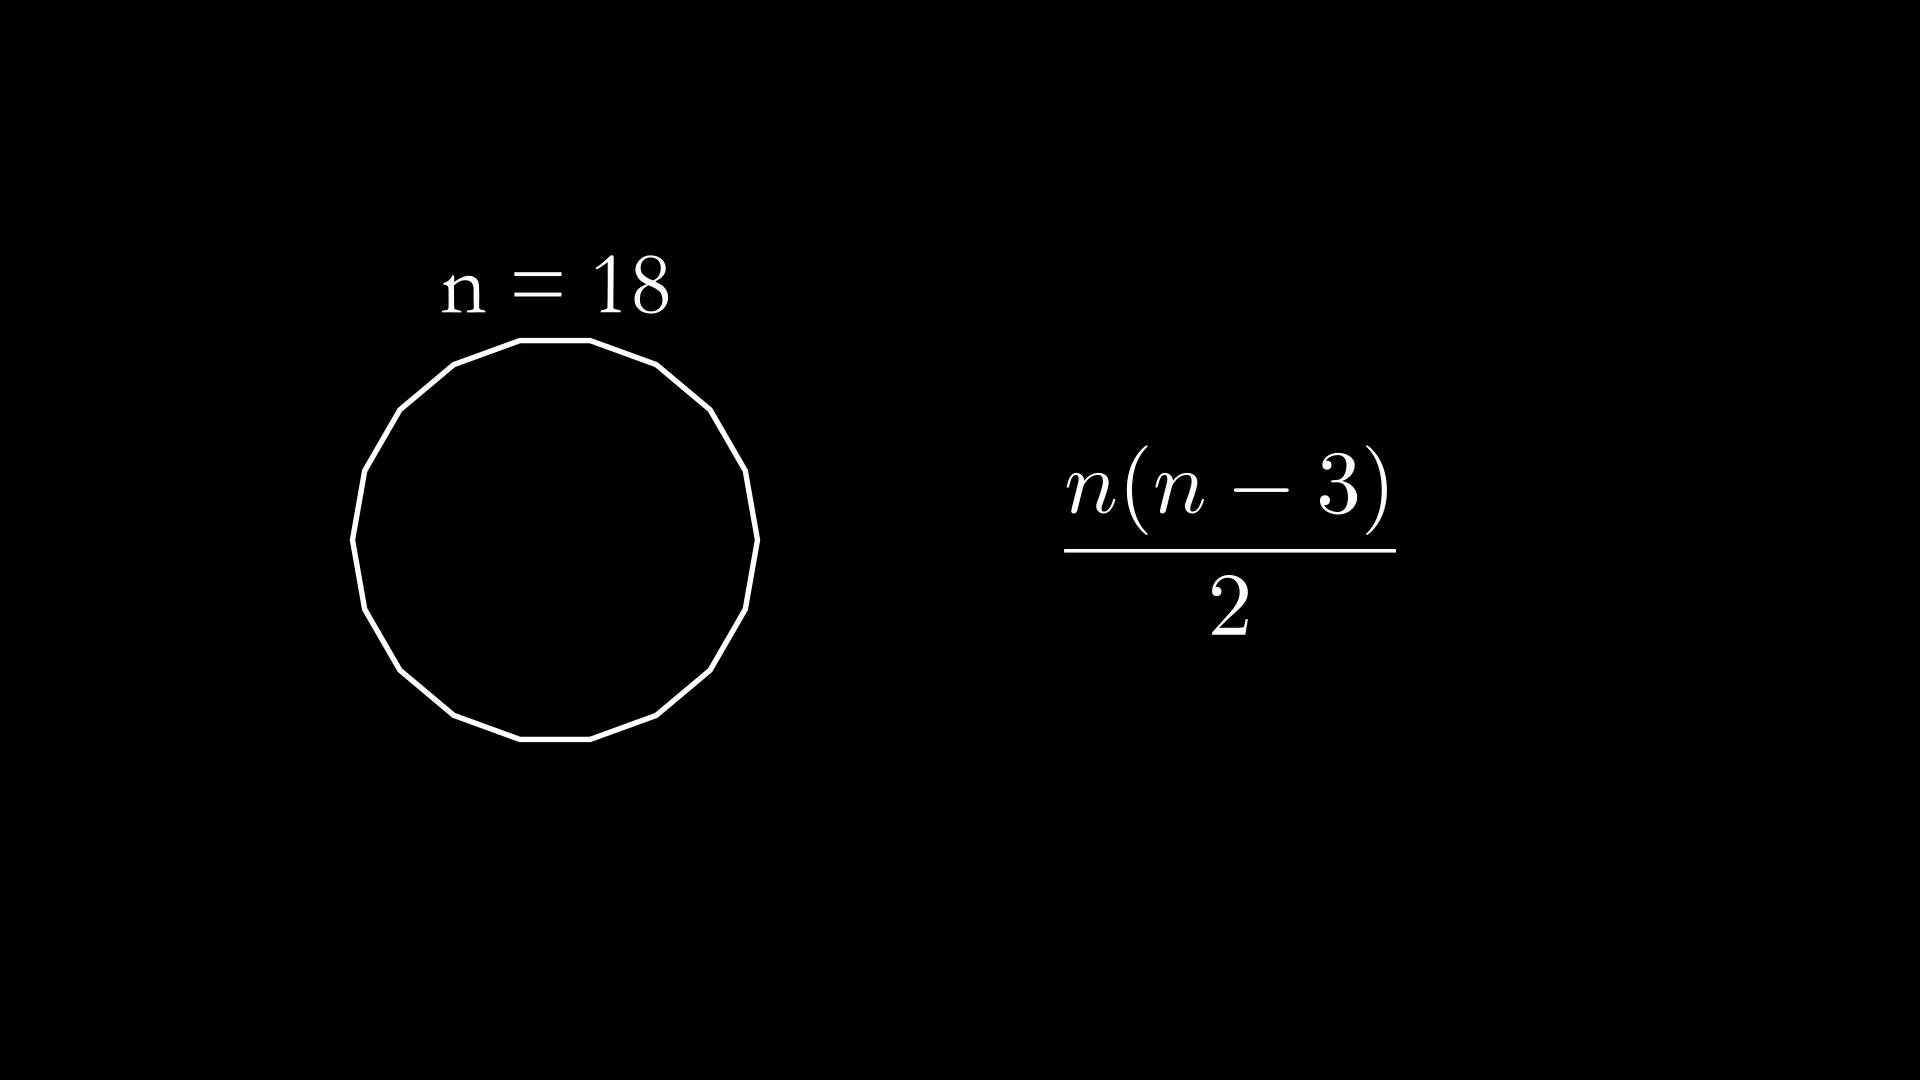 n = 18
n(n − 3)
2